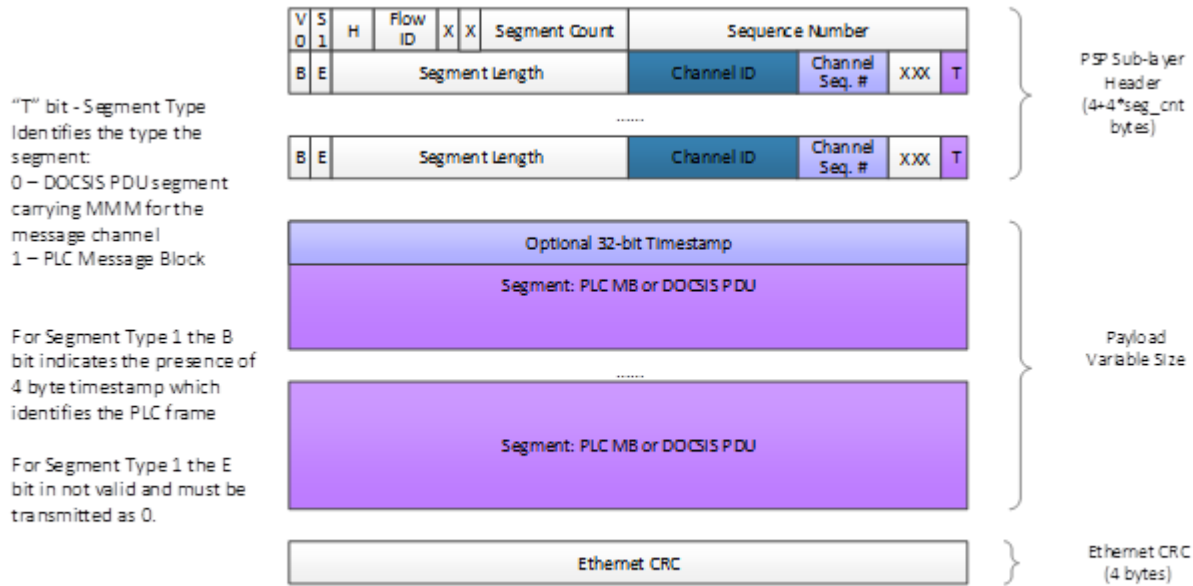 V 0
S 1
H
Flow ID
X
X
Segment Count
Sequence Number
B
E
Segment Length
Channel ID
Channel Seq. #
XXX
T
......
B
E
Segment Length
Channel ID
Channel Seq. #
XXX
T
PSP Sub-layer
Header
(4+4*seg_cnt
bytes)
"T" bit - Segment Type
Identifies the type the
segment:
0 – DOCSIS PDU segment
carrying MMM for the
message channel
1 – PLC Message Block
For Segment Type 1 the B
bit indicates the presence of
4 byte timestamp which
identifies the PLC frame
For Segment Type 1 the E
bit in not valid and must be
transmitted as 0.
Optional 32-bit Timestamp
Segment: PLC MB or DOCSIS PDU
......
Segment: PLC MB or DOCSIS PDU
Payload
Variable Size
Ethernet CRC
Ethernet CRC
(4 bytes)